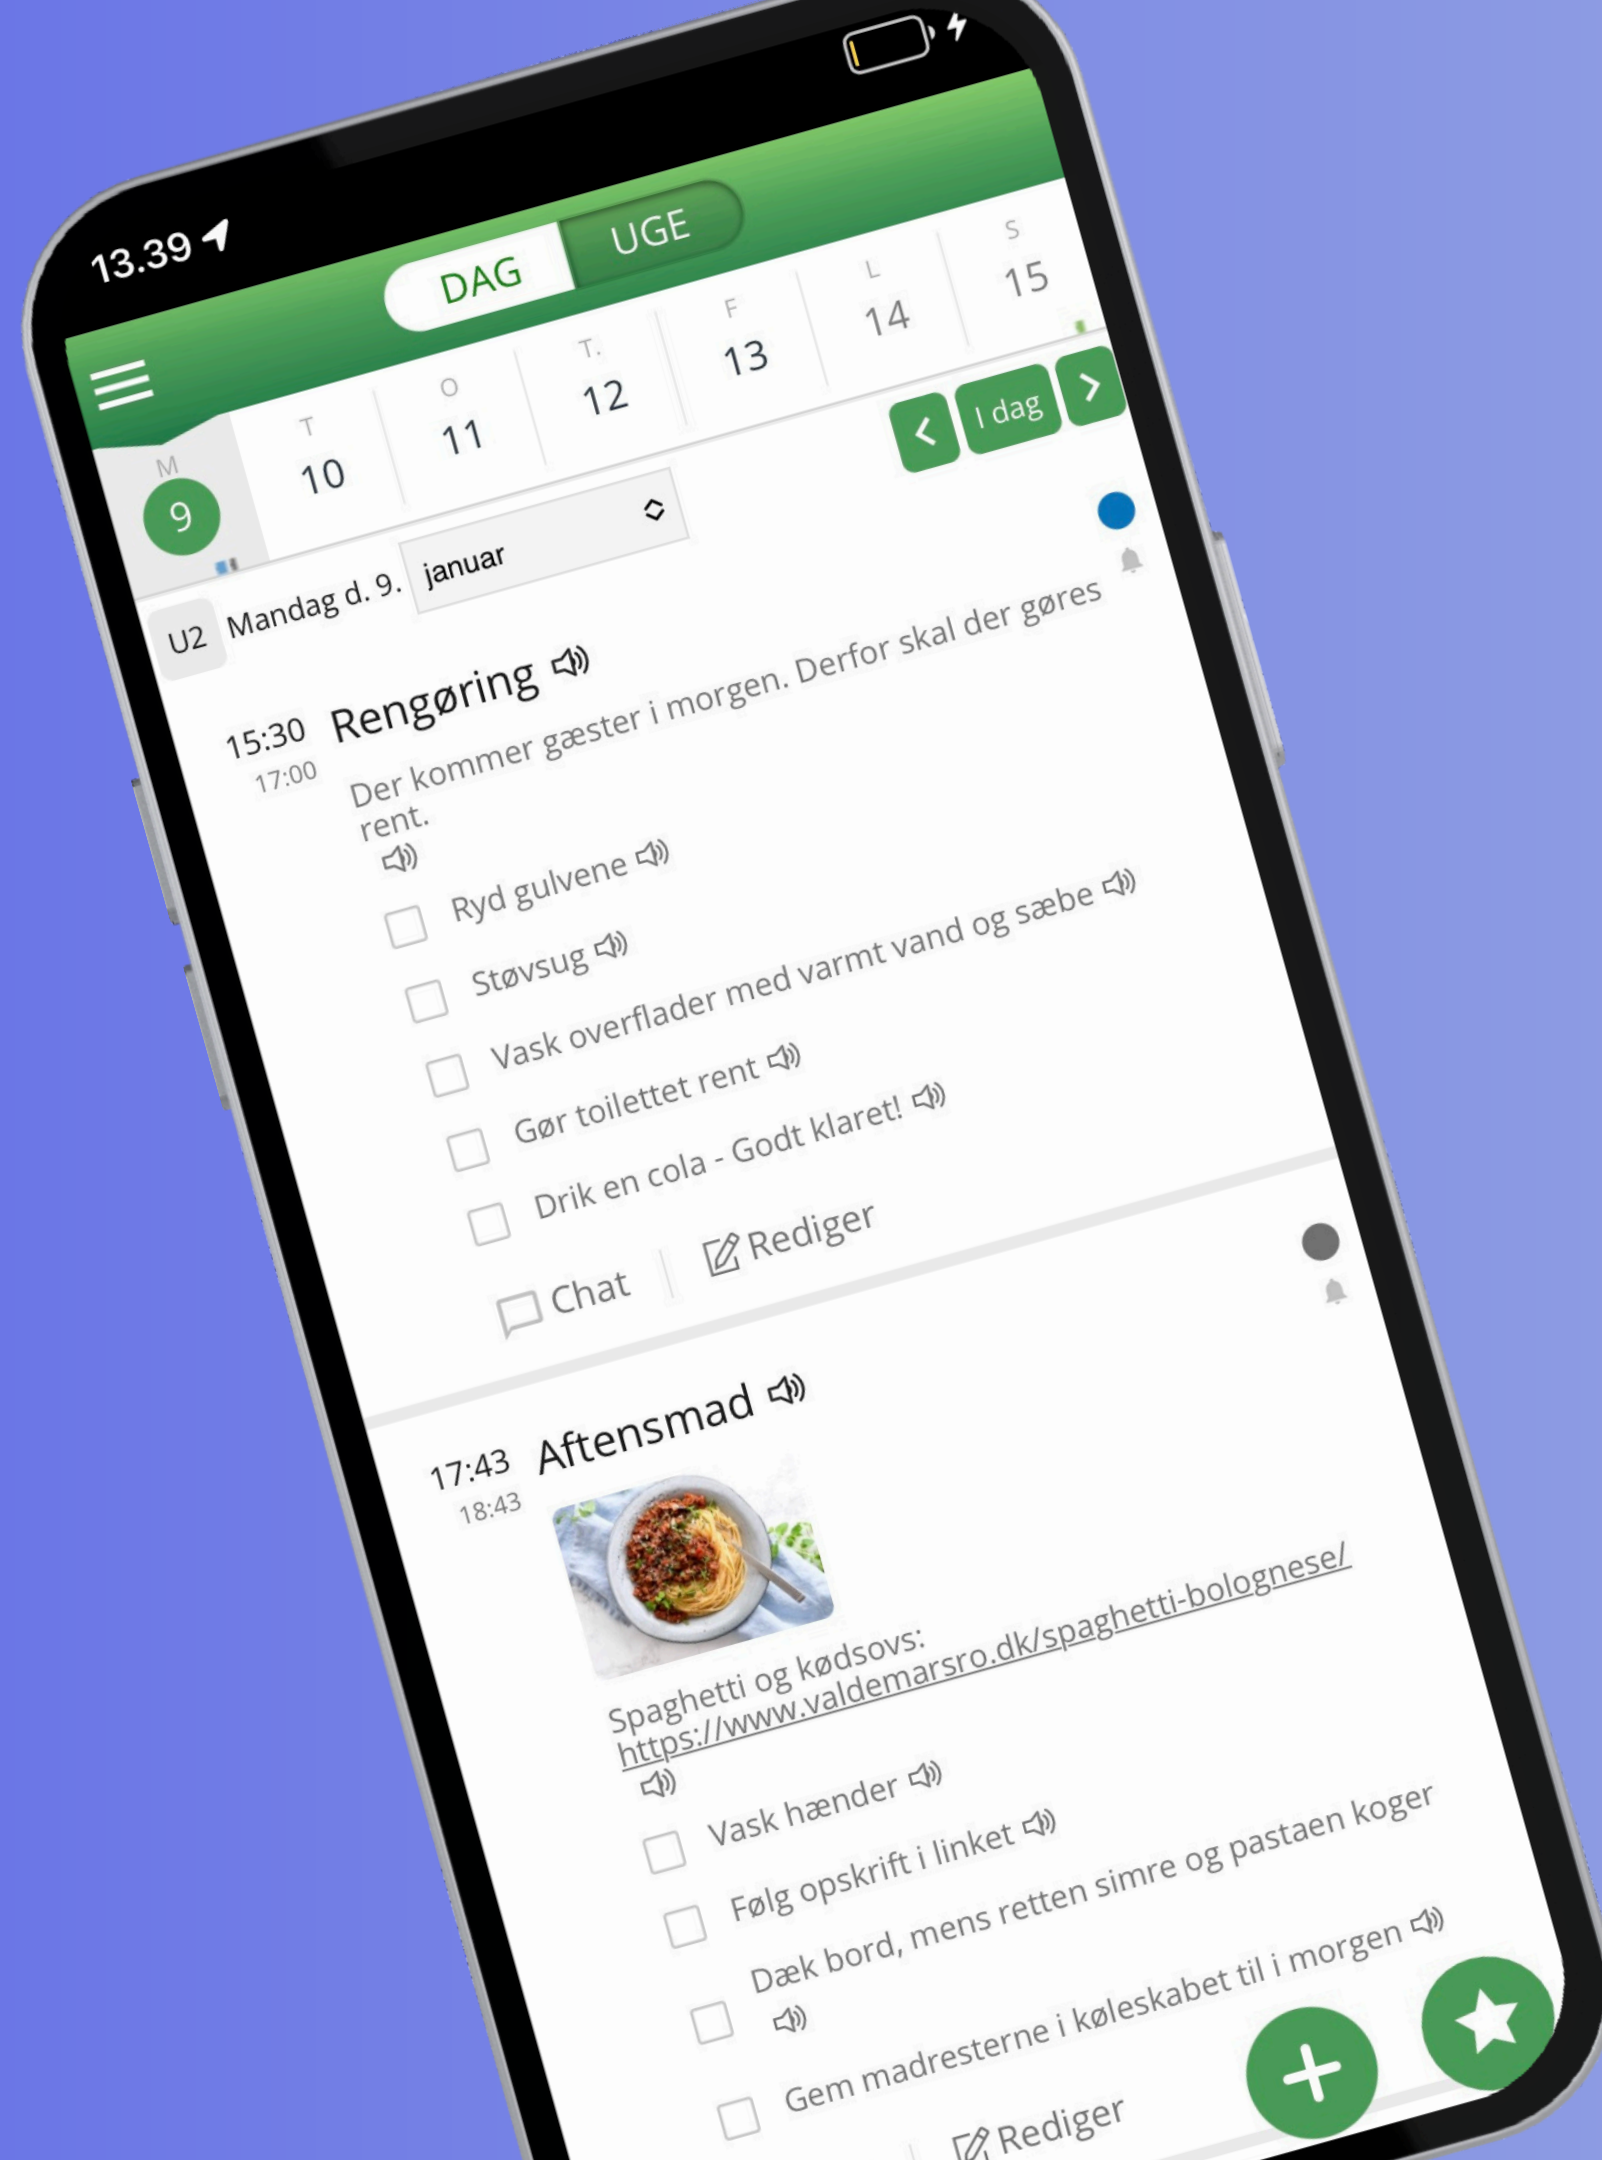 13.39
DAG UGE
M T O T. F L S
9 10 11 12 13 14 15
< I dag >
U2 Mandag d. 9. januar
15:30 Rengøring
17:00
Der kommer gæster i morgen. Derfor skal der gøres
rent.
Ryd gulvene
Støvsug
Vask overflader med varmt vand og sæbe
Gør toilettet rent
Drik en cola - Godt klaret!
Chat Rediger
17:43 Aftensmad
18:43
Spaghetti og kødsovs:
https://www.valdemarsro.dk/spaghetti-bolognese/
Vask hænder
Følg opskrift i linket
Dæk bord, mens retten simre og pastaen koger
Gem madresterne i køleskabet til i morgen
Rediger